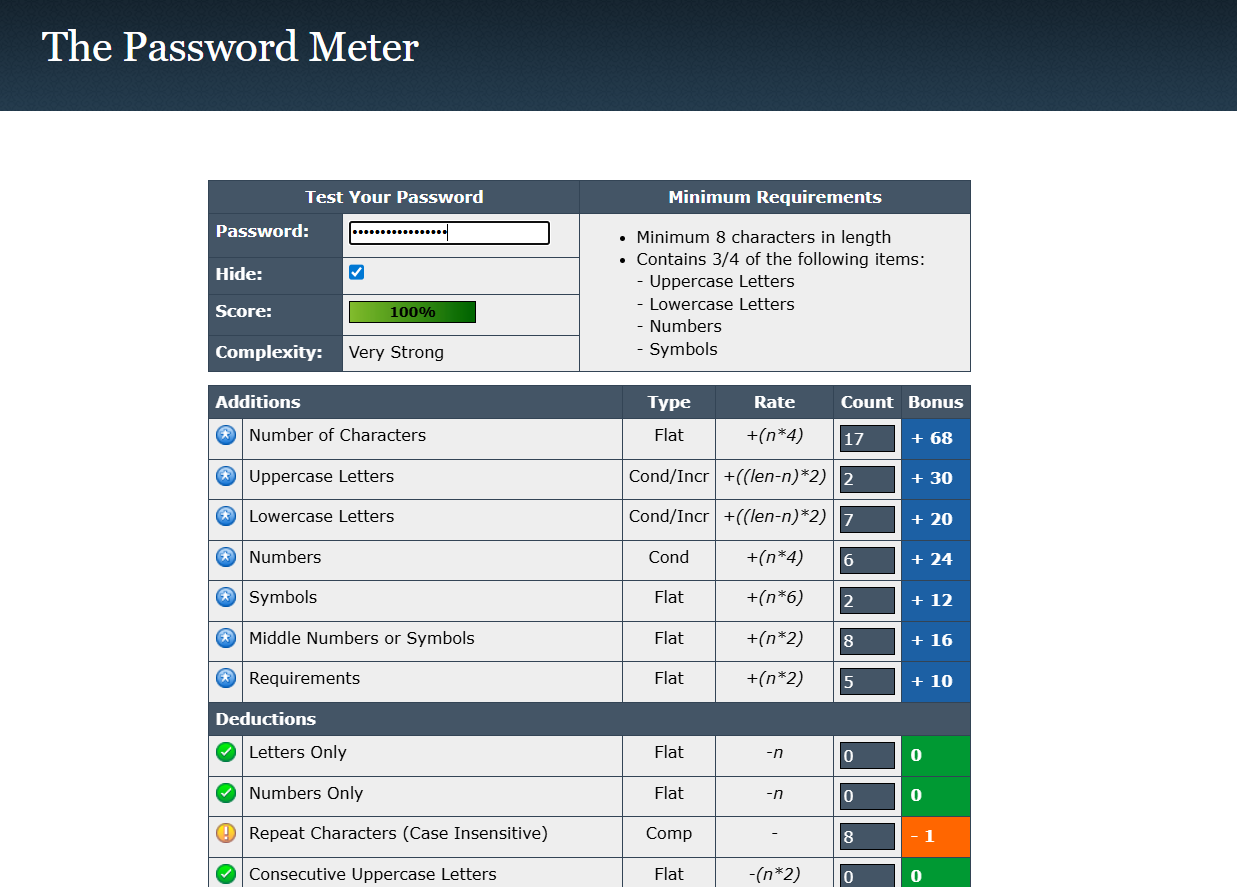 The Password Meter
Test Your Password Minimum Requirements
Password: •••••••••••••••••
• Minimum 8 characters in length
• Contains 3/4 of the following items:
- Uppercase Letters
- Lowercase Letters
- Numbers
- Symbols
Hide:
Score: 100%
Complexity: Very Strong
Additions Type Rate Count Bonus
Number of Characters Flat +(n*4) 17 + 68
Uppercase Letters Cond/Incr +((len-n)*2) 2 + 30
Lowercase Letters Cond/Incr +((len-n)*2) 7 + 20
Numbers Cond +(n*4) 6 + 24
Symbols Flat +(n*6) 2 + 12
Middle Numbers or Symbols Flat +(n*2) 8 + 16
Requirements Flat +(n*2) 5 + 10
Deductions
Letters Only Flat -n 0 0
Numbers Only Flat -n 0 0
Repeat Characters (Case Insensitive) Comp - 8 - 1
Consecutive Uppercase Letters Flat -(n*2) 0 0